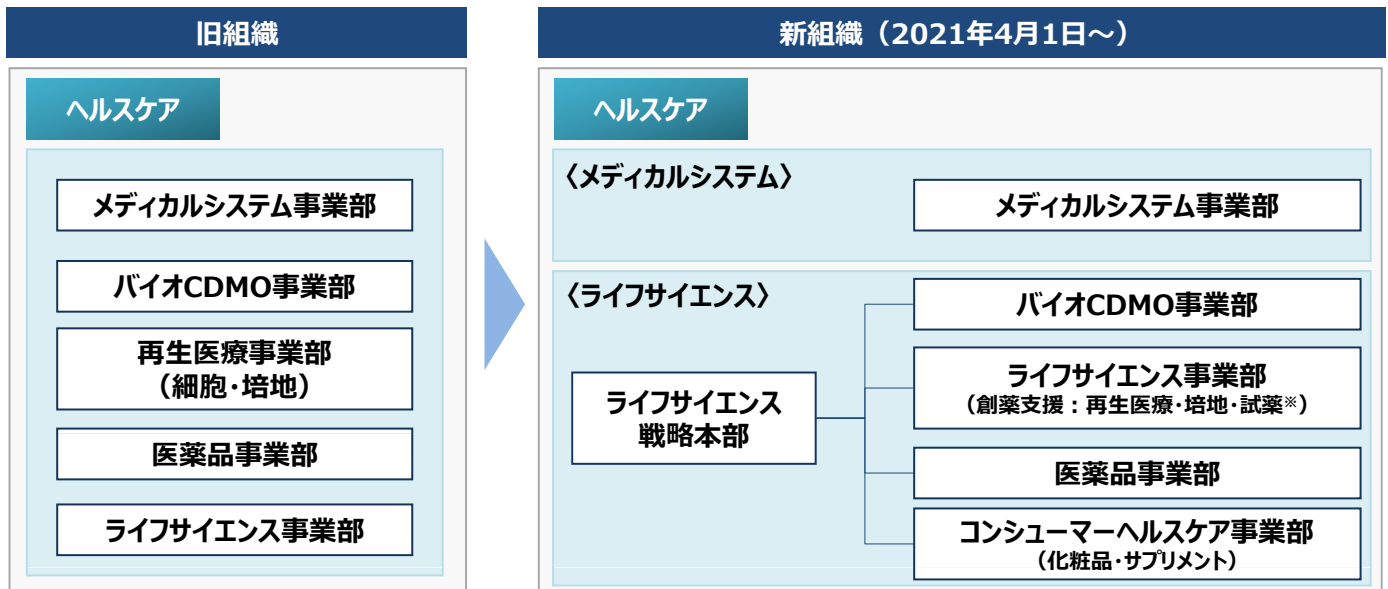 旧組織
ヘルスケア
メディカルシステム事業部
バイオCDMO事業部
再生医療事業部
（細胞・培地）
医薬品事業部
ライフサイエンス事業部
新組織（2021年4月1日～）
ヘルスケア
〈メディカルシステム〉
メディカルシステム事業部
〈ライフサイエンス〉
ライフサイエンス
戦略本部
バイオCDMO事業部
ライフサイエンス事業部
（創薬支援：再生医療・培地・試薬※）
医薬品事業部
コンシューマーヘルスケア事業部
（化粧品・サプリメント）